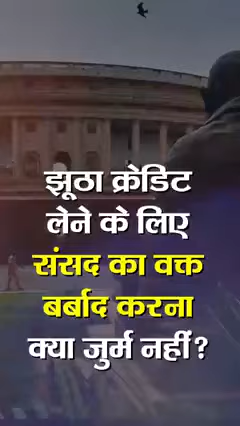 झूठा क्रेडिट
लेने के लिए
संसद का वक्त
बर्बाद करना
क्या जुर्म नहीं?